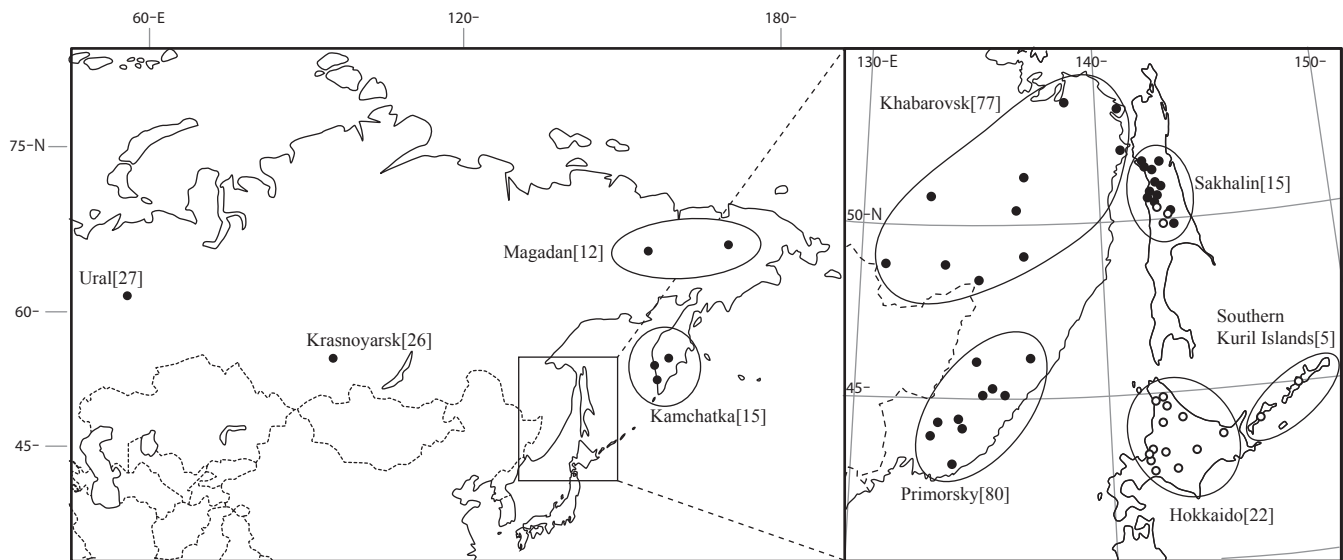 60-E
120-
180-
130-E
140-
150-
Khabarovsk[77]
75-N
Sakhalin[15]
50-N
Magadan[12]
Ural[27]
60-
Southern
Kuril Islands[5]
Krasnoyarsk[26]
45-
Kamchatka[15]
45-
Primorsky[80]
Hokkaido[22]